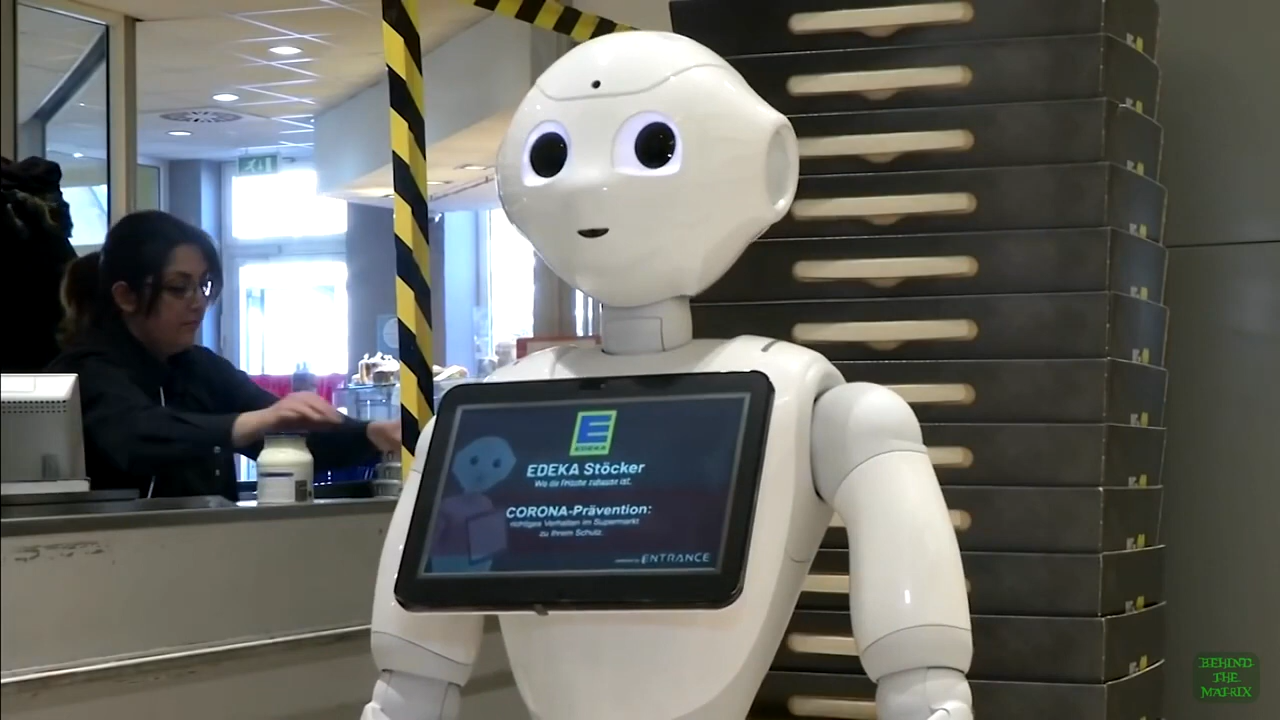 EDEKA
EDEKA Stöcker
Wo die Frische zuhause ist.
CORONA-Prävention:
richtiges Verhalten im Supermarkt
zu Ihrem Schutz.
ENTRANCE
BEHIND
THE
MATRIX